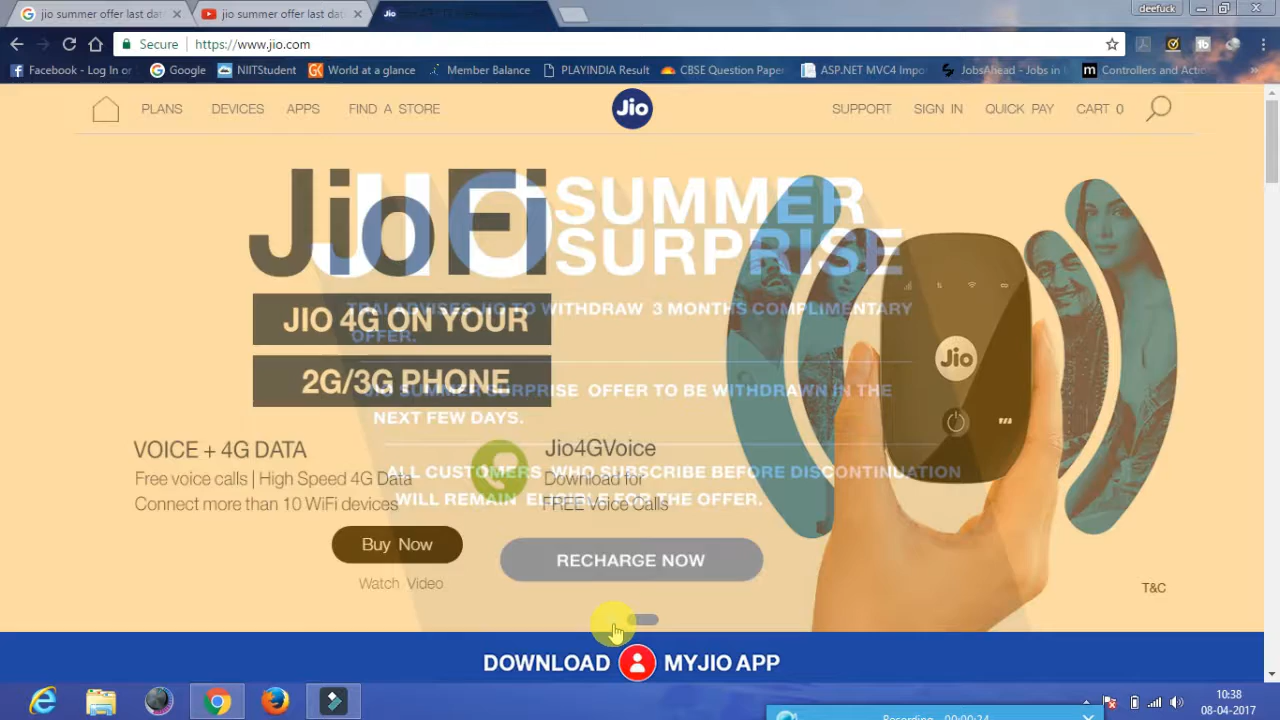 jio summer offer last dat
jio summer offer last dat
Jio
deefuck
Secure
https://www.jio.com
Facebook - Log In or
Google
NIITStudent
World at a glance
Member Balance
PLAYINDIA Result
CBSE Question Paper
ASP.NET MVC4 Impo
JobsAhead - Jobs in I
Controllers and Actio
PLANS
DEVICES
APPS
FIND A STORE
Jio
SUPPORT
SIGN IN
QUICK PAY
CART 0
JioFi
SUMMER
SURPRISE
TRAI ADVISES JIO TO WITHDRAW 3 MONTHS COMPLIMENTARY
OFFER.
JIO 4G ON YOUR
2G/3G PHONE
JIO SUMMER SURPRISE OFFER TO BE WITHDRAWN IN THE
NEXT FEW DAYS.
VOICE + 4G DATA
Free voice calls | High Speed 4G Data
Connect more than 10 WiFi devices
Jio4GVoice
Download for
FREE Voice Calls
ALL CUSTOMERS WHO SUBSCRIBE BEFORE DISCONTINUATION
WILL REMAIN ELIGIBLE FOR THE OFFER.
Jio
Buy Now
Watch Video
RECHARGE NOW
T&C
DOWNLOAD MYJIO APP
10:38
08-04-2017
Recording - 00:00:24